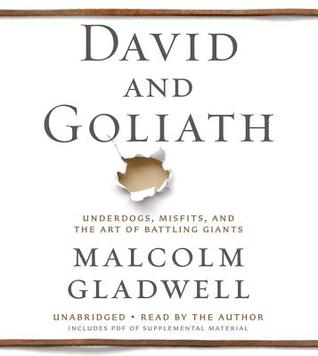 DAVID
AND
GOLIATH
UNDERDOGS, MISFITS, AND
THE ART OF BATTLING GIANTS
MALCOLM
GLADWELL
UNABRIDGED • READ BY THE AUTHOR
INCLUDES PDF OF SUPPLEMENTAL MATERIAL